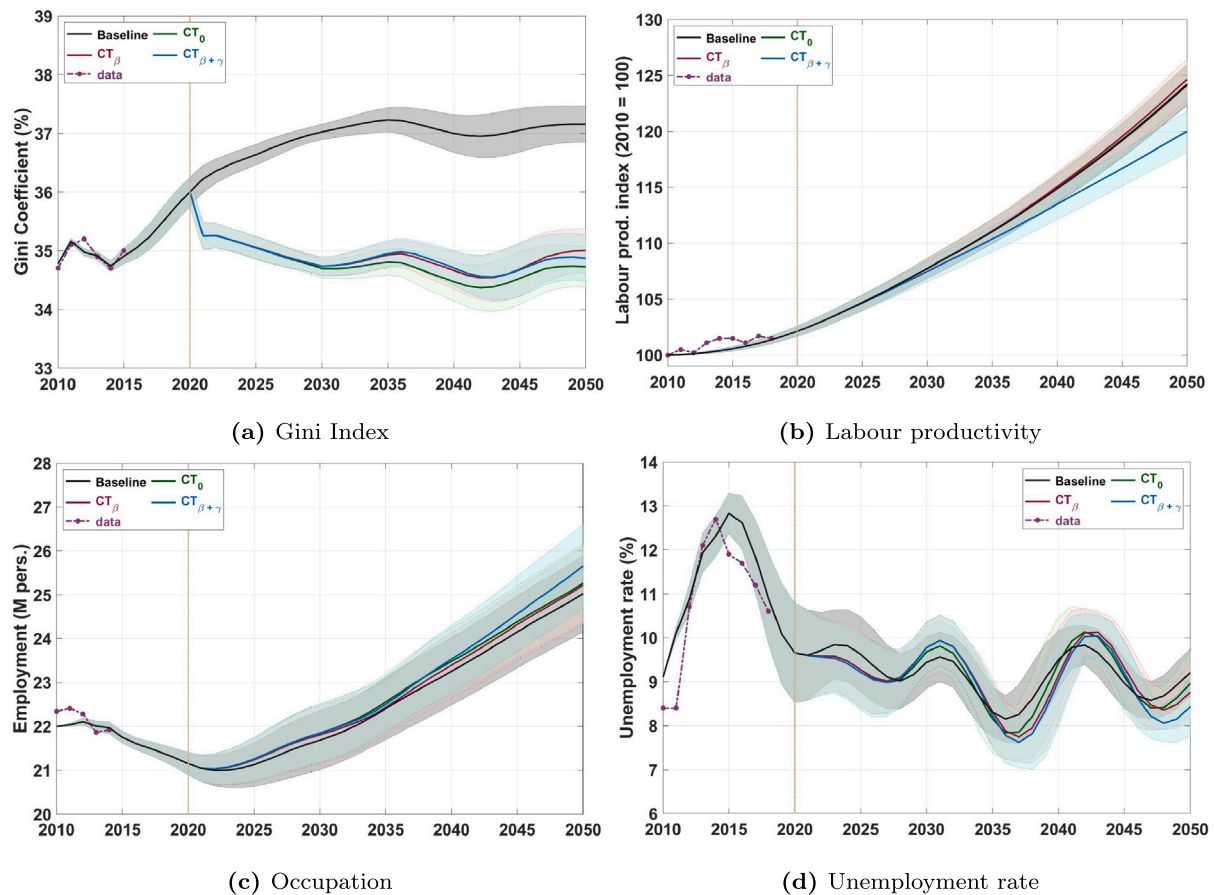 39
38
37
36
35
34
33
Gini Coefficient (%)
Baseline CT0
CTβ CTβ + γ
data
2010 2015 2020 2025 2030 2035 2040 2045 2050
(a) Gini Index
130
125
120
115
110
105
100
Labour prod. index (2010 = 100)
Baseline CT0
CTβ CTβ + γ
data
2010 2015 2020 2025 2030 2035 2040 2045 2050
(b) Labour productivity
28
27
26
25
24
23
22
21
20
Employment (M pers.)
Baseline CT0
CTβ CTβ + γ
data
2010 2015 2020 2025 2030 2035 2040 2045 2050
(c) Occupation
14
13
12
11
10
9
8
7
6
Unemployment rate (%)
Baseline CT0
CTβ CTβ + γ
data
2010 2015 2020 2025 2030 2035 2040 2045 2050
(d) Unemployment rate